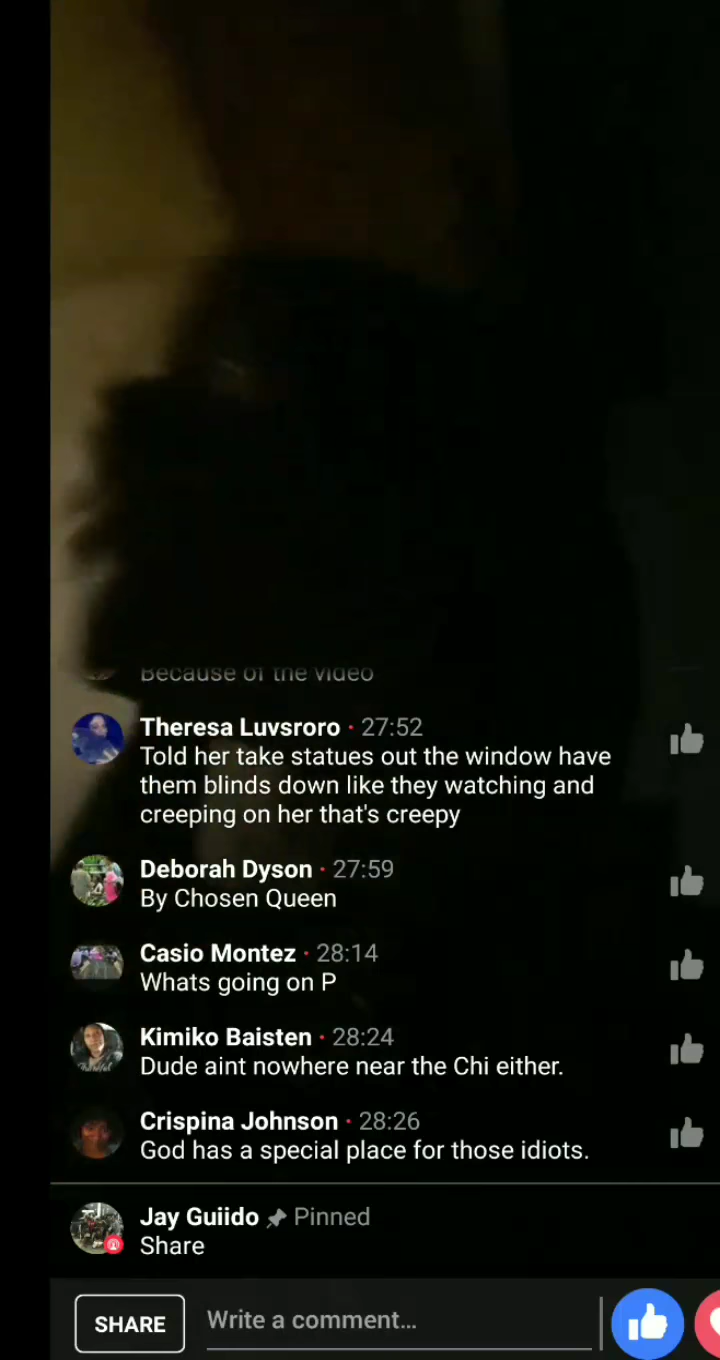 Because of the video
Theresa Luvsroro · 27:52
Told her take statues out the window have
them blinds down like they watching and
creeping on her that's creepy
Deborah Dyson · 27:59
By Chosen Queen
Casio Montez · 28:14
Whats going on P
Kimiko Baisten · 28:24
Dude aint nowhere near the Chi either.
Crispina Johnson · 28:26
God has a special place for those idiots.
Jay Guiido Pinned
Share
SHARE Write a comment...